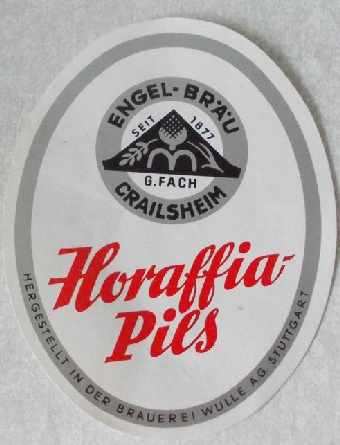 ENGEL-BRÄU
SEIT 1877
G. FACH
CRAILSHEIM
Horaffia-
Pils
HERGESTELLT IN DER BRAUEREI WULLE AG. STUTTGART